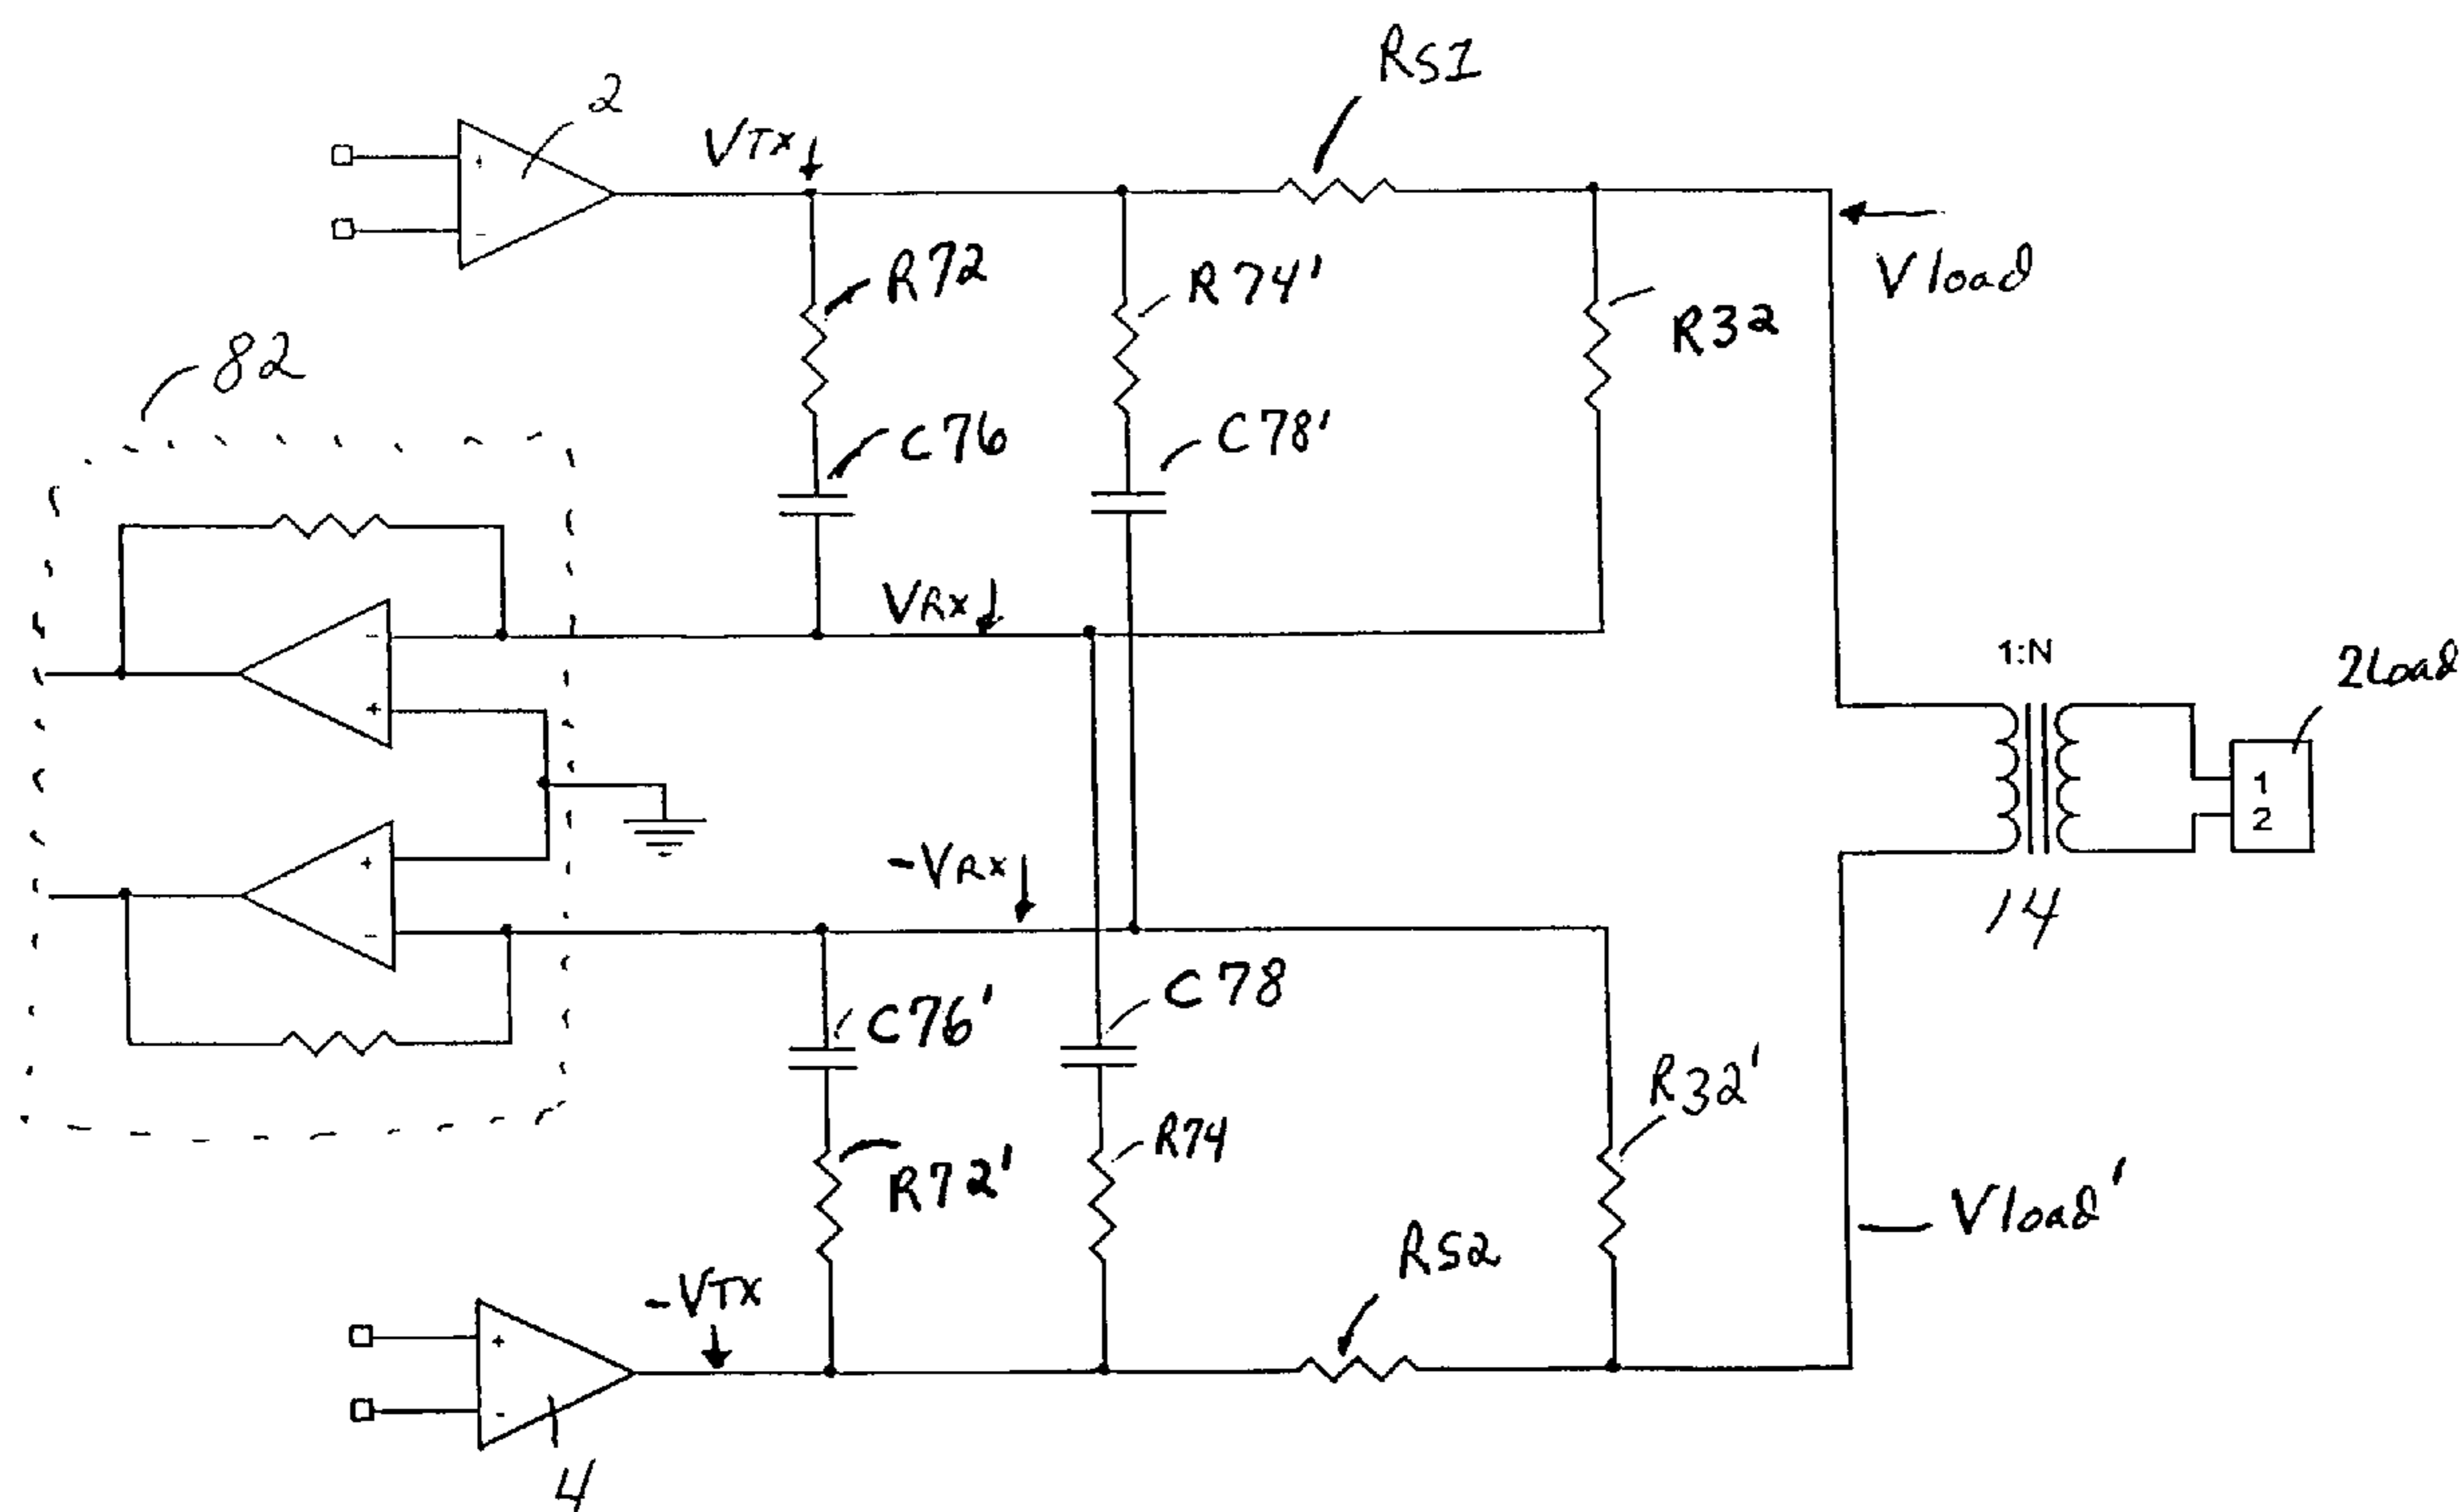 RS1
2
VTX
+
-
Vload
R72
R74'
R32
82
C76
C78'
VRX
-
+
1:N
2Load
1
2
+
-
-VRX
14
C76'
C78
R32'
R74
R72'
RS2
Vload'
-VTX
+
-
4